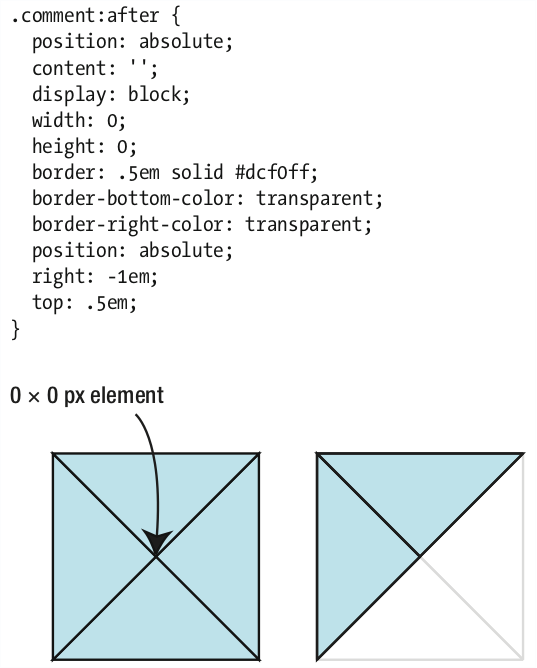 .comment:after {
position: absolute;
content: '';
display: block;
width: 0;
height: 0;
border: .5em solid #dcf0ff;
border-bottom-color: transparent;
border-right-color: transparent;
position: absolute;
right: -1em;
top: .5em;
}
0 × 0 px element